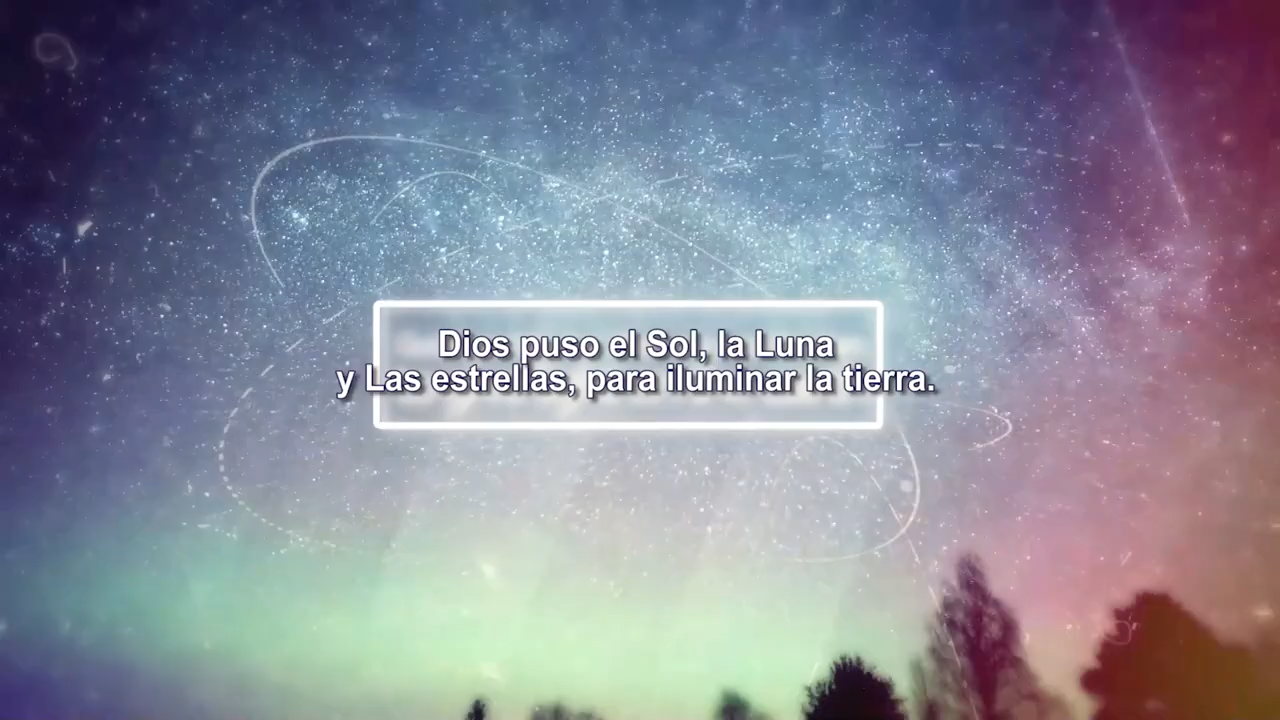 Dios puso el Sol, la Luna
y Las estrellas, para iluminar la tierra.